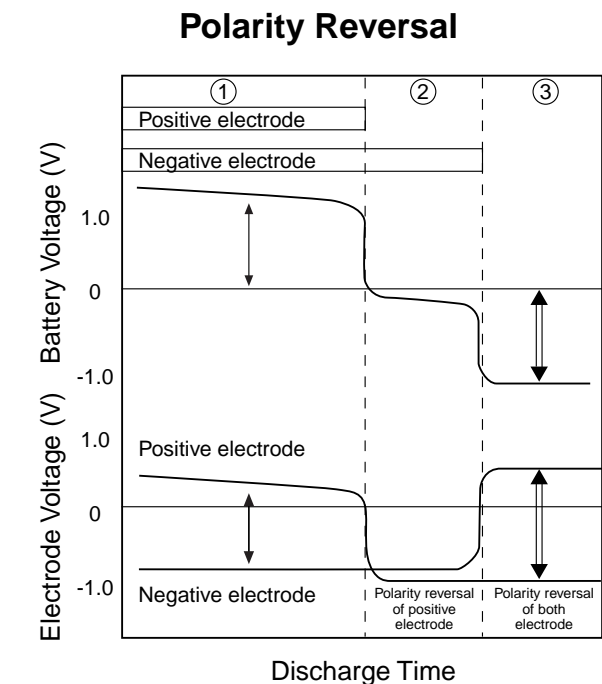 Polarity Reversal
① ② ③
Positive electrode
Negative electrode
Battery Voltage (V)
1.0
0
-1.0
Electrode Voltage (V)
1.0
0
-1.0
Positive electrode
Negative electrode
Polarity reversal
of positive
electrode
Polarity reversal
of both
electrode
Discharge Time